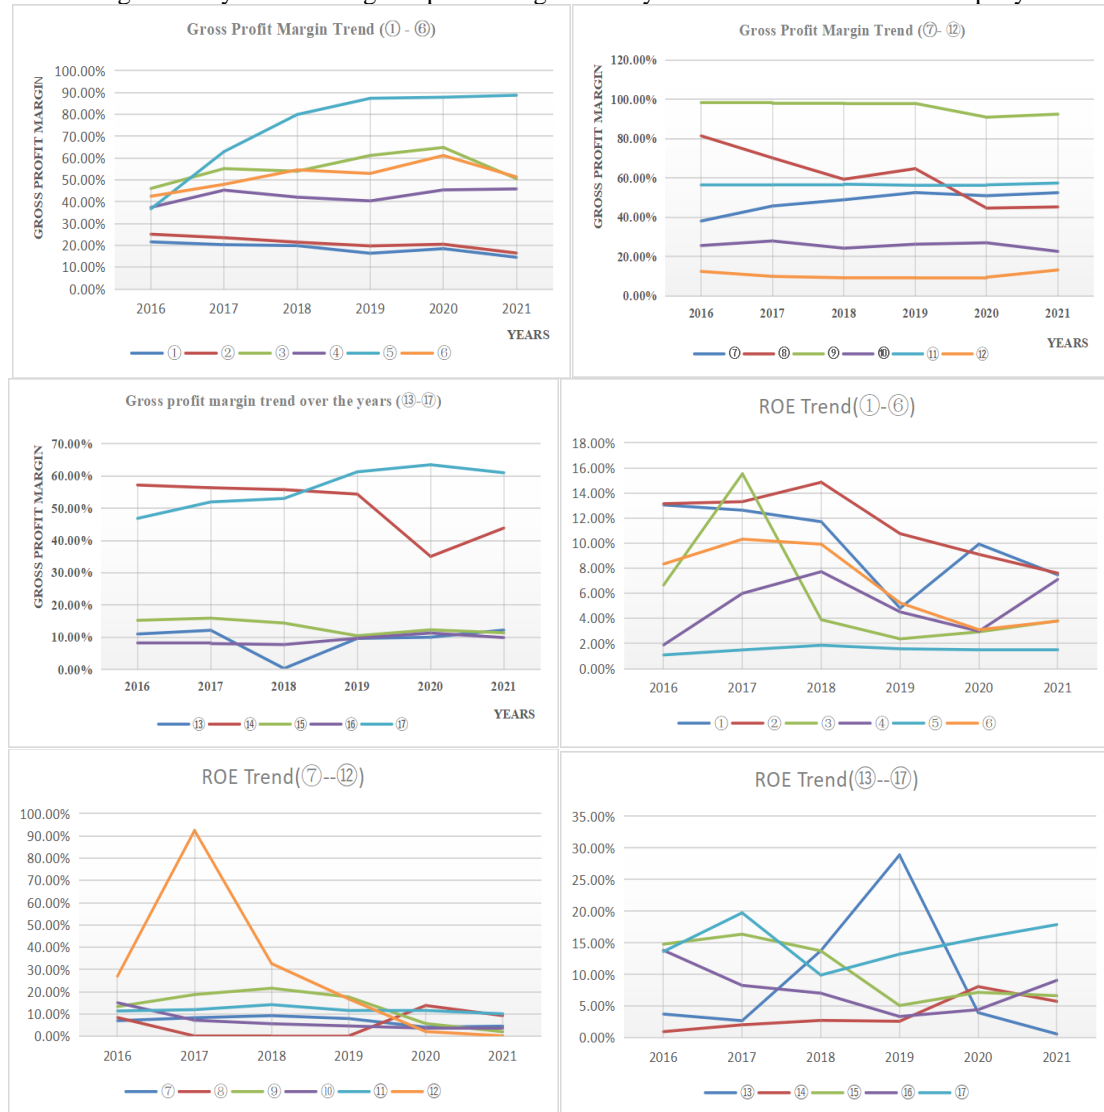 Gross Profit Margin Trend (① - ⑥)
GROSS PROFIT MARGIN
100.00%
90.00%
80.00%
70.00%
60.00%
50.00%
40.00%
30.00%
20.00%
10.00%
0.00%
2016 2017 2018 2019 2020 2021
YEARS
① ② ③ ④ ⑤ ⑥
Gross Profit Margin Trend (⑦- ⑫)
GROSS PROFIT MARGIN
120.00%
100.00%
80.00%
60.00%
40.00%
20.00%
0.00%
2016 2017 2018 2019 2020 2021
YEARS
⑦ ⑧ ⑨ ⑩ ⑪ ⑫
Gross profit margin trend over the years (⑬-⑰)
GROSS PROFIT MARGIN
70.00%
60.00%
50.00%
40.00%
30.00%
20.00%
10.00%
0.00%
2016 2017 2018 2019 2020 2021
YEARS
⑬ ⑭ ⑮ ⑯ ⑰
ROE Trend(①-⑥)
18.00%
16.00%
14.00%
12.00%
10.00%
8.00%
6.00%
4.00%
2.00%
0.00%
2016 2017 2018 2019 2020 2021
① ② ③ ④ ⑤ ⑥
ROE Trend(⑦--⑫)
100.00%
90.00%
80.00%
70.00%
60.00%
50.00%
40.00%
30.00%
20.00%
10.00%
0.00%
2016 2017 2018 2019 2020 2021
⑦ ⑧ ⑨ ⑩ ⑪ ⑫
ROE Trend(⑬--⑰)
35.00%
30.00%
25.00%
20.00%
15.00%
10.00%
5.00%
0.00%
2016 2017 2018 2019 2020 2021
⑬ ⑭ ⑮ ⑯ ⑰